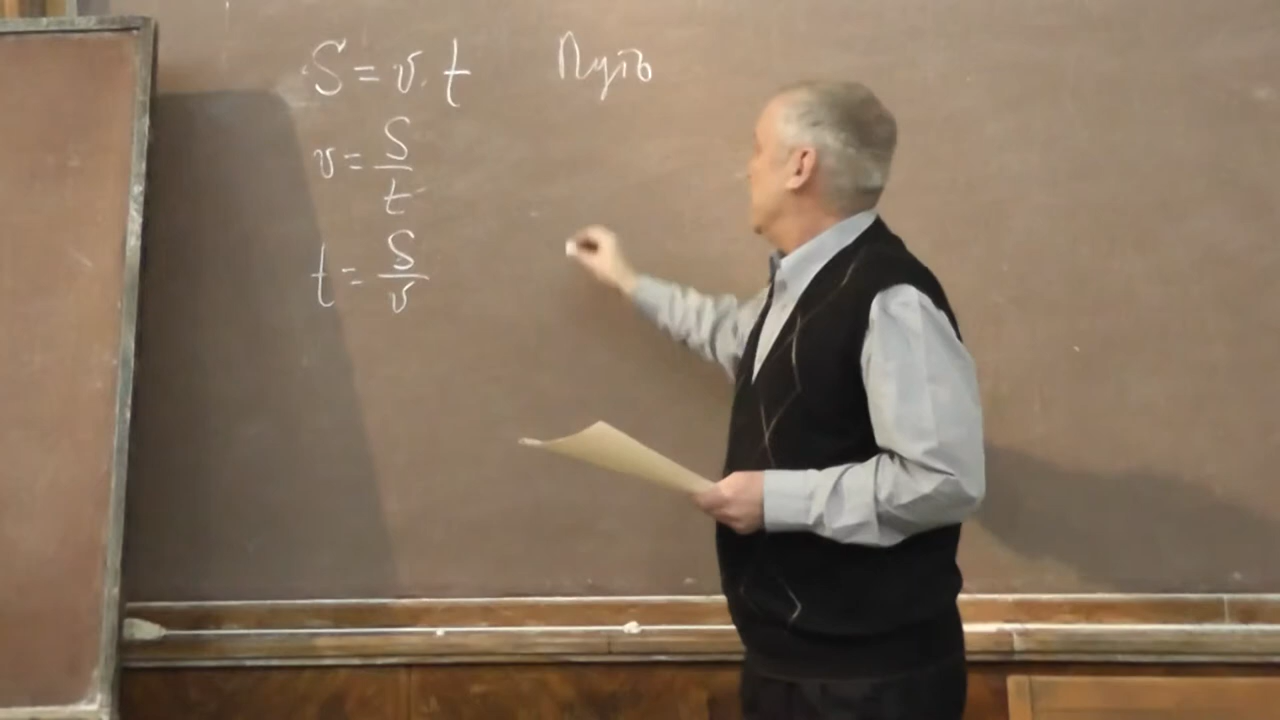 S = v · t Путь
v = S/t
t = S/v